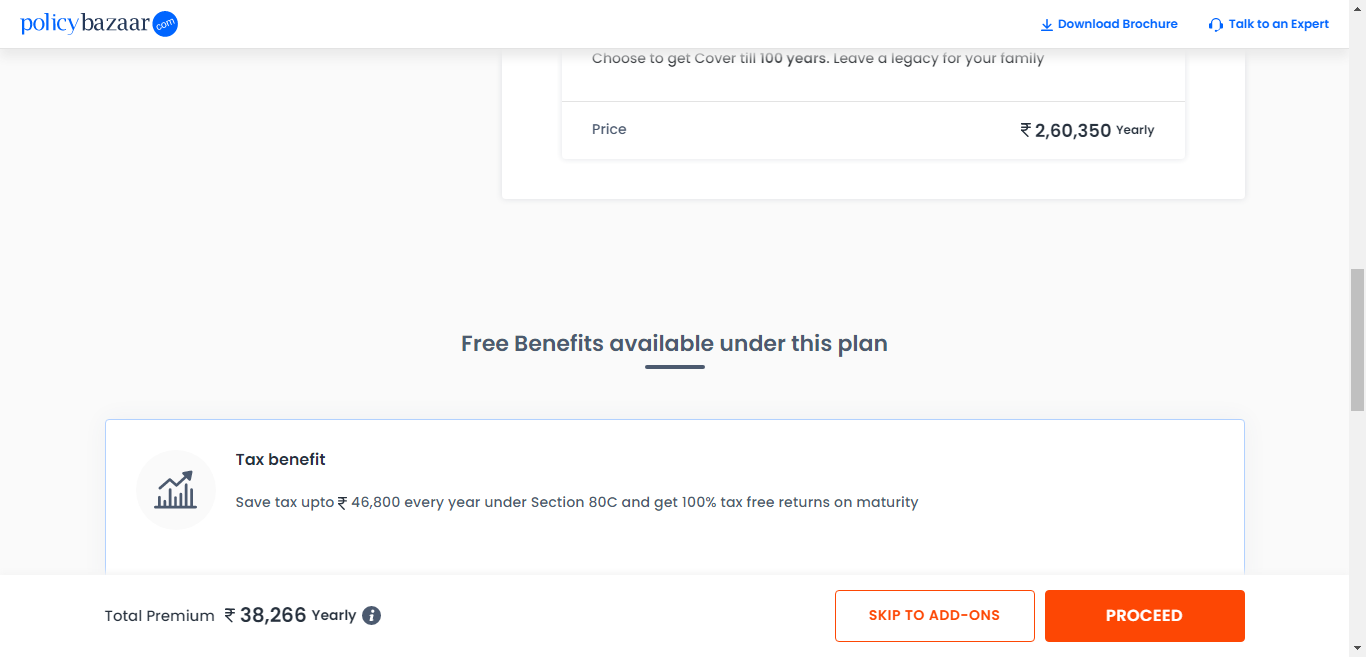 policybazaar.com
Download Brochure
Talk to an Expert
Choose to get Cover till 100 years. Leave a legacy for your family
Price
₹ 2,60,350 Yearly
Free Benefits available under this plan
Tax benefit
Save tax upto ₹ 46,800 every year under Section 80C and get 100% tax free returns on maturity
Total Premium ₹ 38,266 Yearly i
SKIP TO ADD-ONS
PROCEED